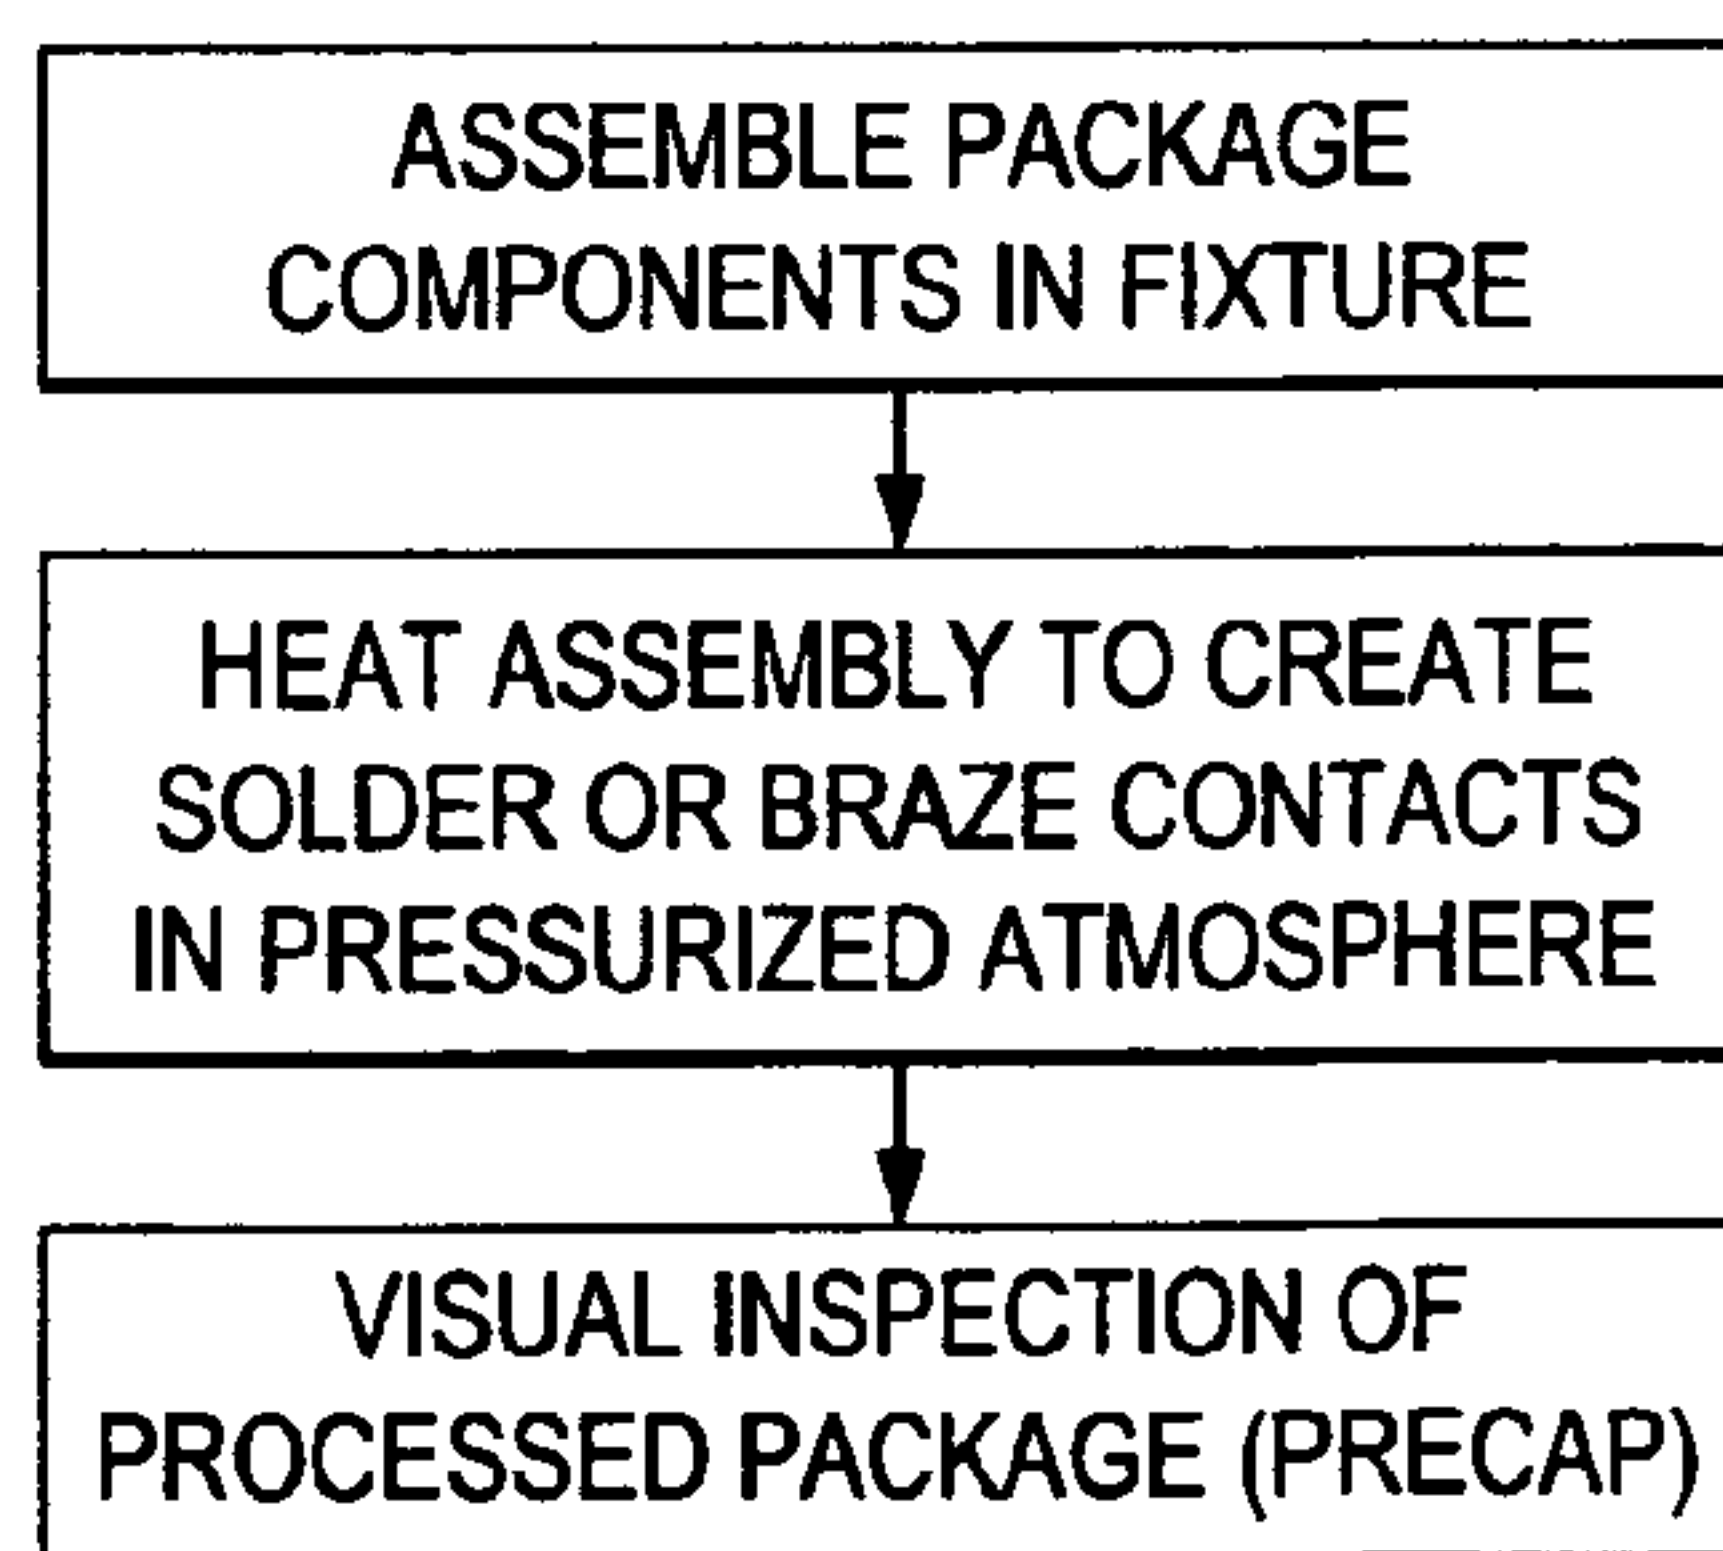 ASSEMBLE PACKAGE
COMPONENTS IN FIXTURE
HEAT ASSEMBLY TO CREATE
SOLDER OR BRAZE CONTACTS
IN PRESSURIZED ATMOSPHERE
VISUAL INSPECTION OF
PROCESSED PACKAGE (PRECAP)